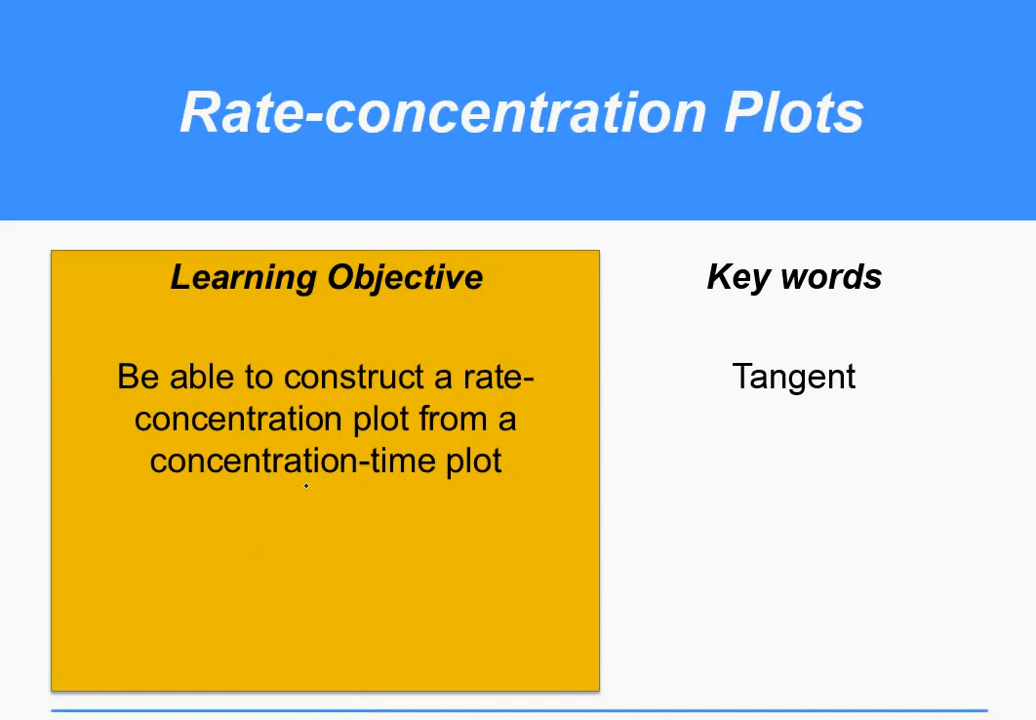 Rate-concentration Plots
Learning Objective
Be able to construct a rate-
concentration plot from a
concentration-time plot
Key words
Tangent